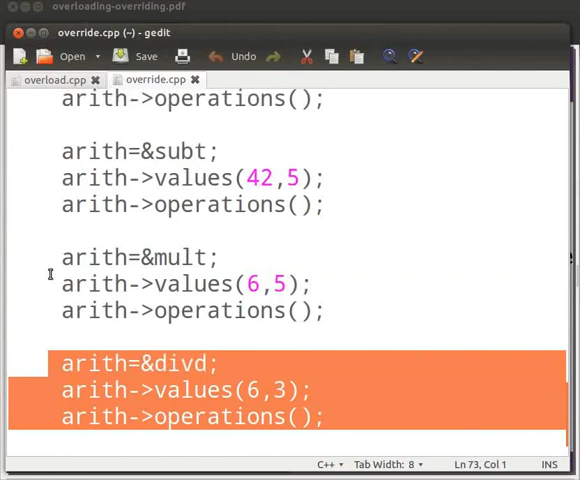 overloading-overriding.pdf
override.cpp (~) - gedit
Open Save Undo
overload.cpp override.cpp
arith->operations();
arith=&subt;
arith->values(42,5);
arith->operations();
arith=&mult;
arith->values(6,5);
arith->operations();
arith=&divd;
arith->values(6,3);
arith->operations();
C++ Tab Width: 8 Ln 73, Col 1 INS